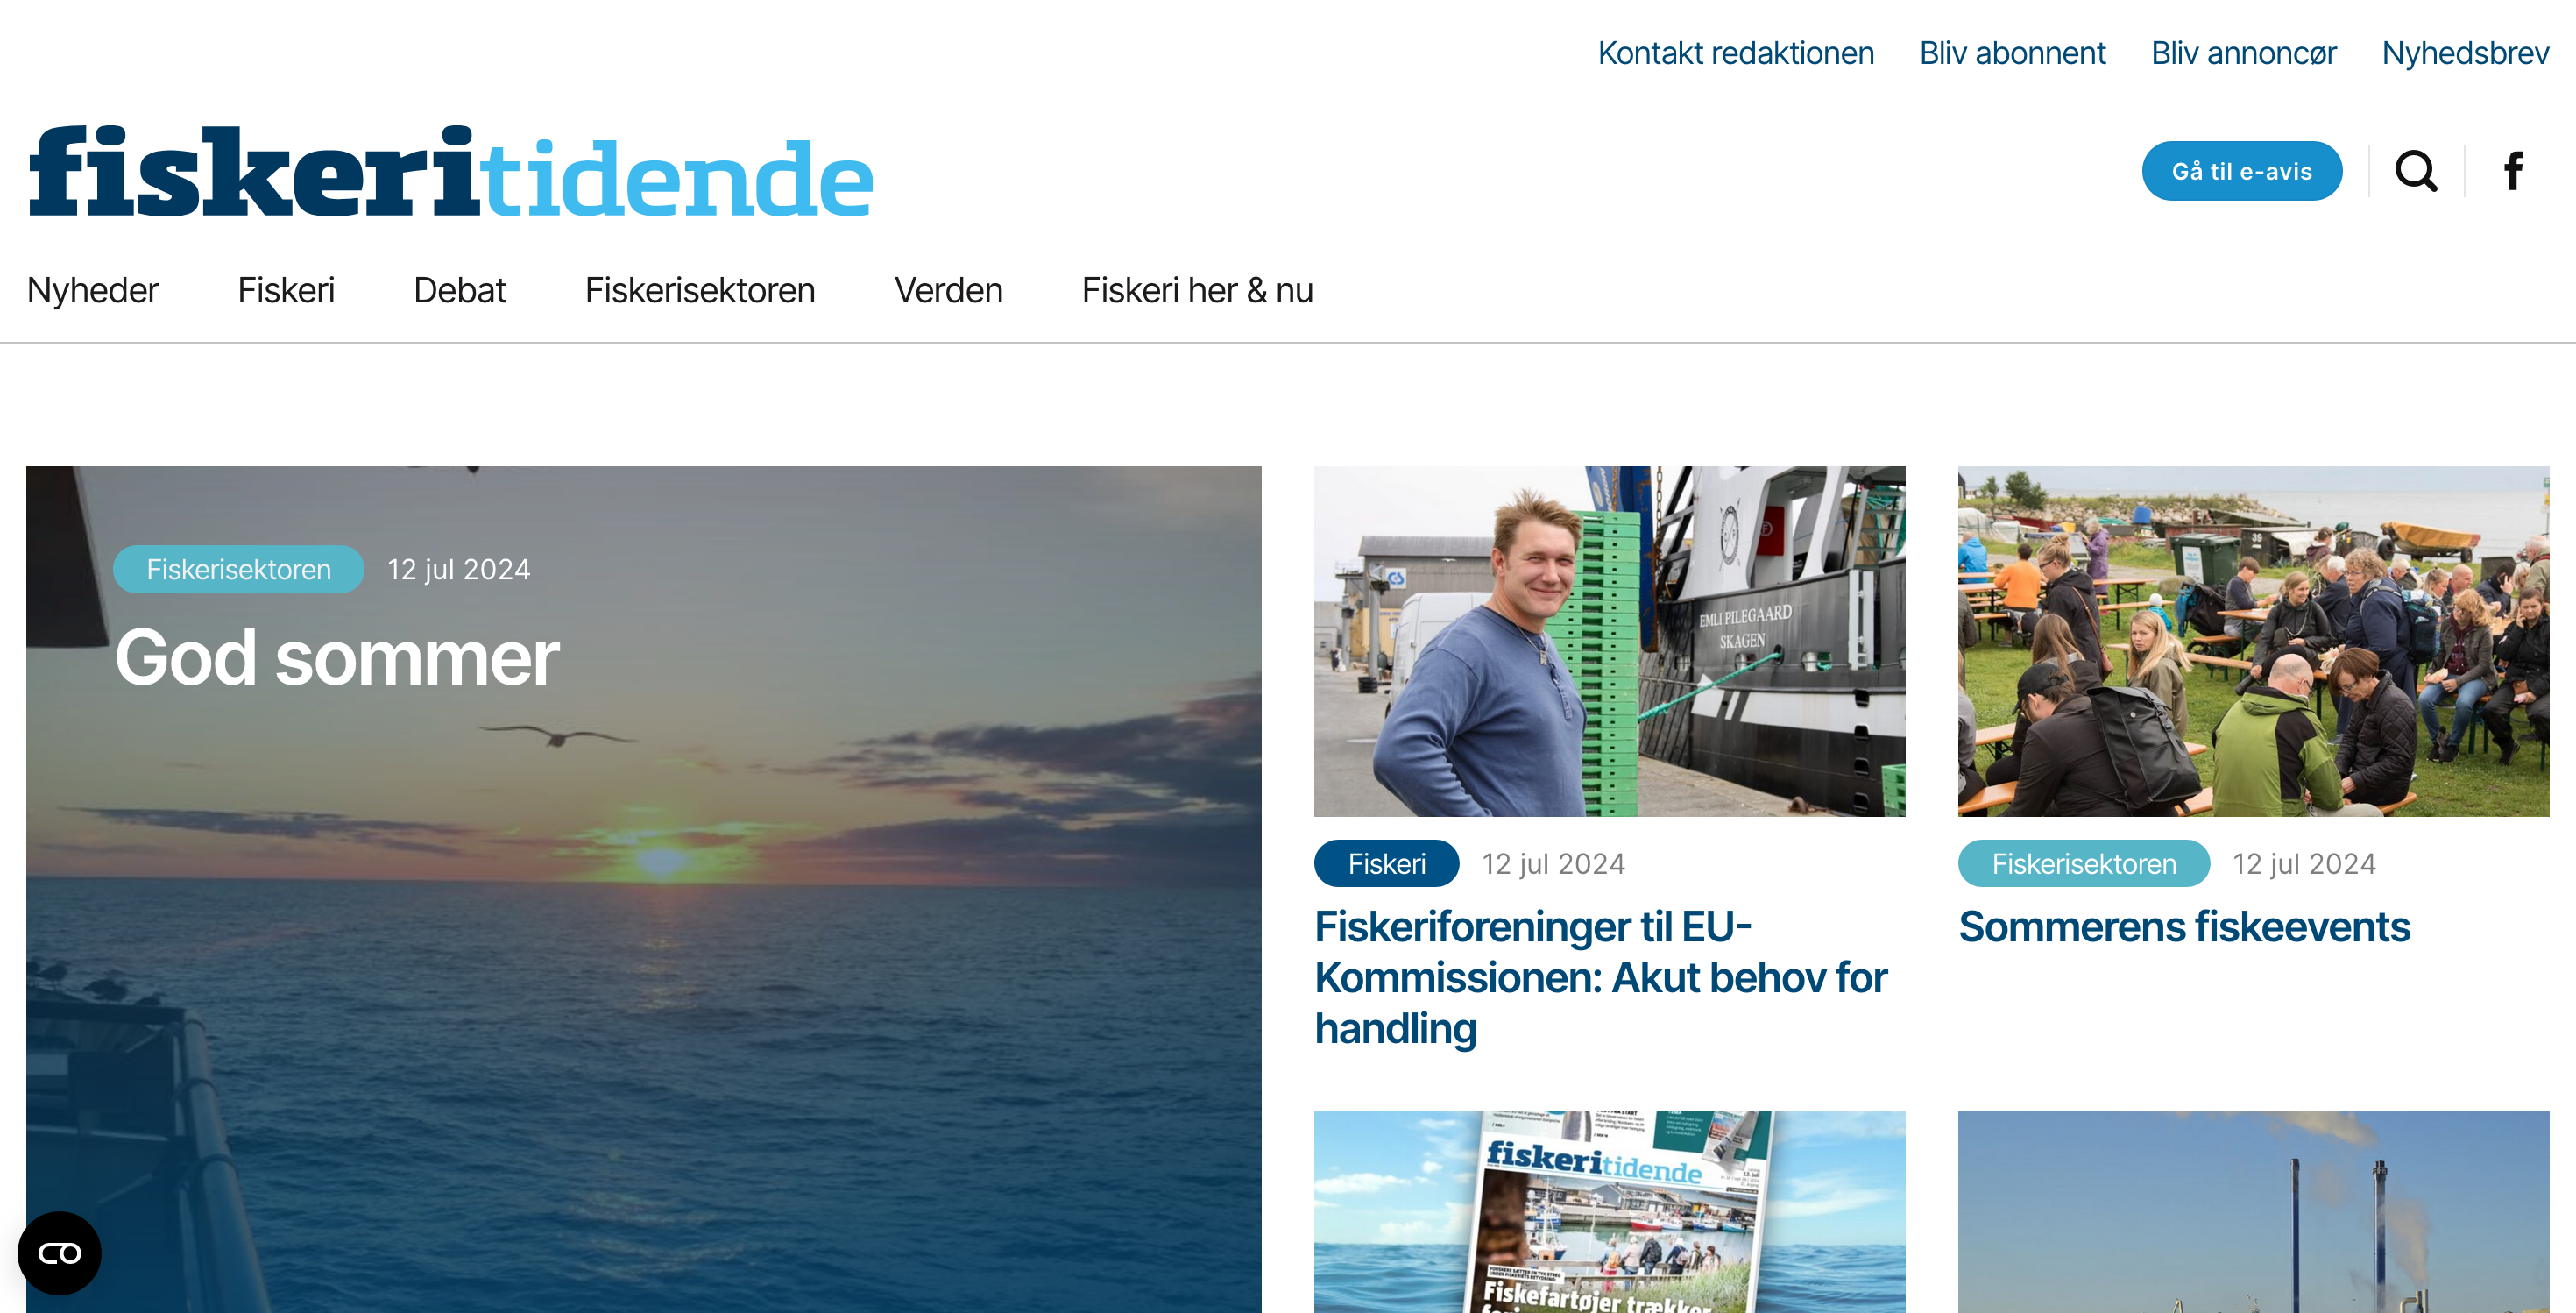 Kontakt redaktionen Bliv abonnent Bliv annoncør Nyhedsbrev
fiskeritidende
Gå til e-avis
Nyheder Fiskeri Debat Fiskerisektoren Verden Fiskeri her & nu
Fiskerisektoren 12 jul 2024
God sommer
EMLI PILEGAARD
SKAGEN
39
Fiskeri 12 jul 2024
Fiskeriforeninger til EU-
Kommissionen: Akut behov for
handling
Fiskerisektoren 12 jul 2024
Sommerens fiskeevents
fiskeritidende
Fiskefartøjer trækker